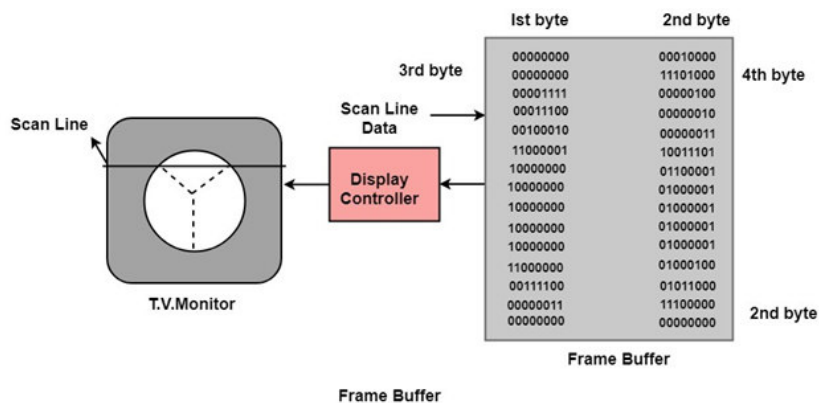 Ist byte 2nd byte
00000000 00010000
3rd byte 00000000 11101000 4th byte
00001111 00000100
Scan Line Data 00011100 00000010
Scan Line 00100010 00000011
11000001 10011101
10000000 01100001
Display Controller 10000000 01000001
10000000 01000001
10000000 01000001
10000000 01000001
11000000 01000100
00111100 01011000
T.V.Monitor 00000011 11100000 2nd byte
00000000 00000000
Frame Buffer
Frame Buffer